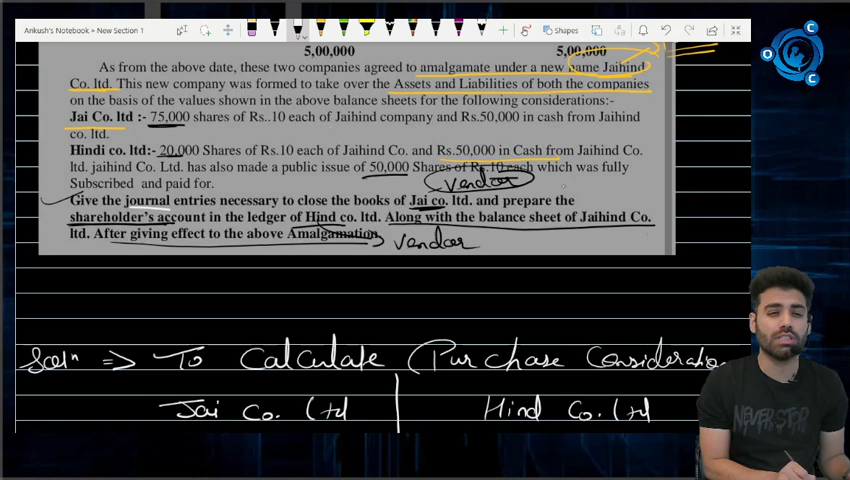 Ankush's Notebook » New Section 1
Shapes
O C C
5,00,000 5,00,000
As from the above date, these two companies agreed to amalgamate under a new name Jaihind
Co. ltd. This new company was formed to take over the Assets and Liabilities of both the companies
on the basis of the values shown in the above balance sheets for the following considerations:-
Jai Co. ltd :- 75,000 shares of Rs..10 each of Jaihind company and Rs.50,000 in cash from Jaihind
co. ltd.
Hindi co. ltd:- 20,000 Shares of Rs.10 each of Jaihind Co. and Rs.50,000 in Cash from Jaihind Co.
ltd. jaihind Co. Ltd. has also made a public issue of 50,000 Shares of Rs.10 each which was fully
Subscribed and paid for.
vendor
Give the journal entries necessary to close the books of Jai co. ltd. and prepare the
shareholder's account in the ledger of Hind co. ltd. Along with the balance sheet of Jaihind Co.
ltd. After giving effect to the above Amalgamation.
vendor
Soln => To Calculate Purchase Consideration
Jai Co. Ltd Hind Co. Ltd
NEVER STOP